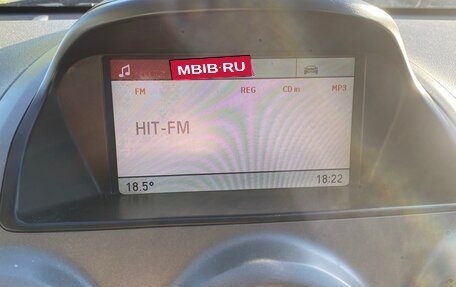 MBIB·RU
FM REG CD in MP3
HIT-FM
18.5° 18:22